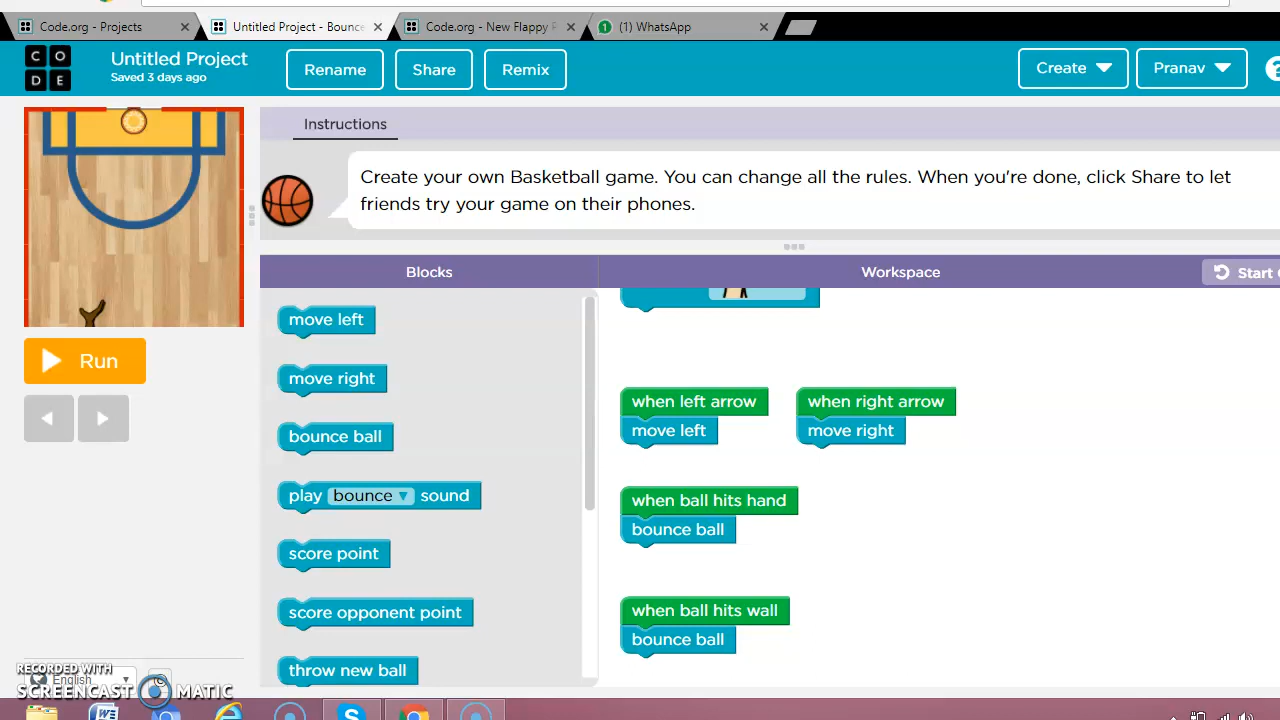 Code.org - Projects
Untitled Project - Bounce
Code.org - New Flappy
(1) WhatsApp
CODE
Untitled Project
Saved 3 days ago
Rename
Share
Remix
Create
Pranav
?
Instructions
Create your own Basketball game. You can change all the rules. When you're done, click Share to let
friends try your game on their phones.
Blocks
Workspace
Start
move left
move right
bounce ball
play bounce sound
score point
score opponent point
throw new ball
when left arrow
move left
when right arrow
move right
when ball hits hand
bounce ball
when ball hits wall
bounce ball
Run
English
RECORDED WITH
SCREENCAST MATIC